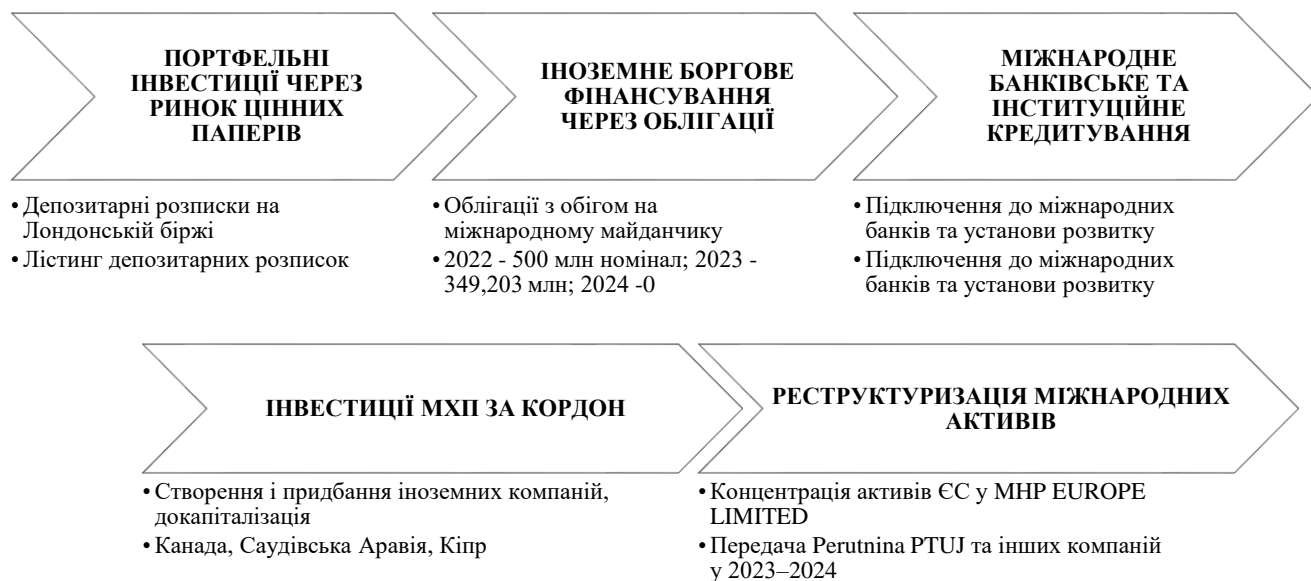 ПОРТФЕЛЬНІ
ІНВЕСТИЦІЇ ЧЕРЕЗ
РИНОК ЦІННИХ
ПАПЕРІВ
• Депозитарні розписки на
Лондонській біржі
• Лістинг депозитарних розписок
ІНОЗЕМНЕ БОРГОВЕ
ФІНАНСУВАННЯ
ЧЕРЕЗ ОБЛІГАЦІЇ
• Облігації з обігом на
міжнародному майданчику
• 2022 - 500 млн номінал; 2023 -
349,203 млн; 2024 -0
МІЖНАРОДНЕ
БАНКІВСЬКЕ ТА
ІНСТИТУЦІЙНЕ
КРЕДИТУВАННЯ
• Підключення до міжнародних
банків та установи розвитку
• Підключення до міжнародних
банків та установи розвитку
ІНВЕСТИЦІЇ МХП ЗА КОРДОН
• Створення і придбання іноземних компаній,
докапіталізація
• Канада, Саудівська Аравія, Кіпр
РЕСТРУКТУРИЗАЦІЯ МІЖНАРОДНИХ
АКТИВІВ
• Концентрація активів ЄС у MHP EUROPE
LIMITED
• Передача Perutnina PTUJ та інших компаній
у 2023–2024